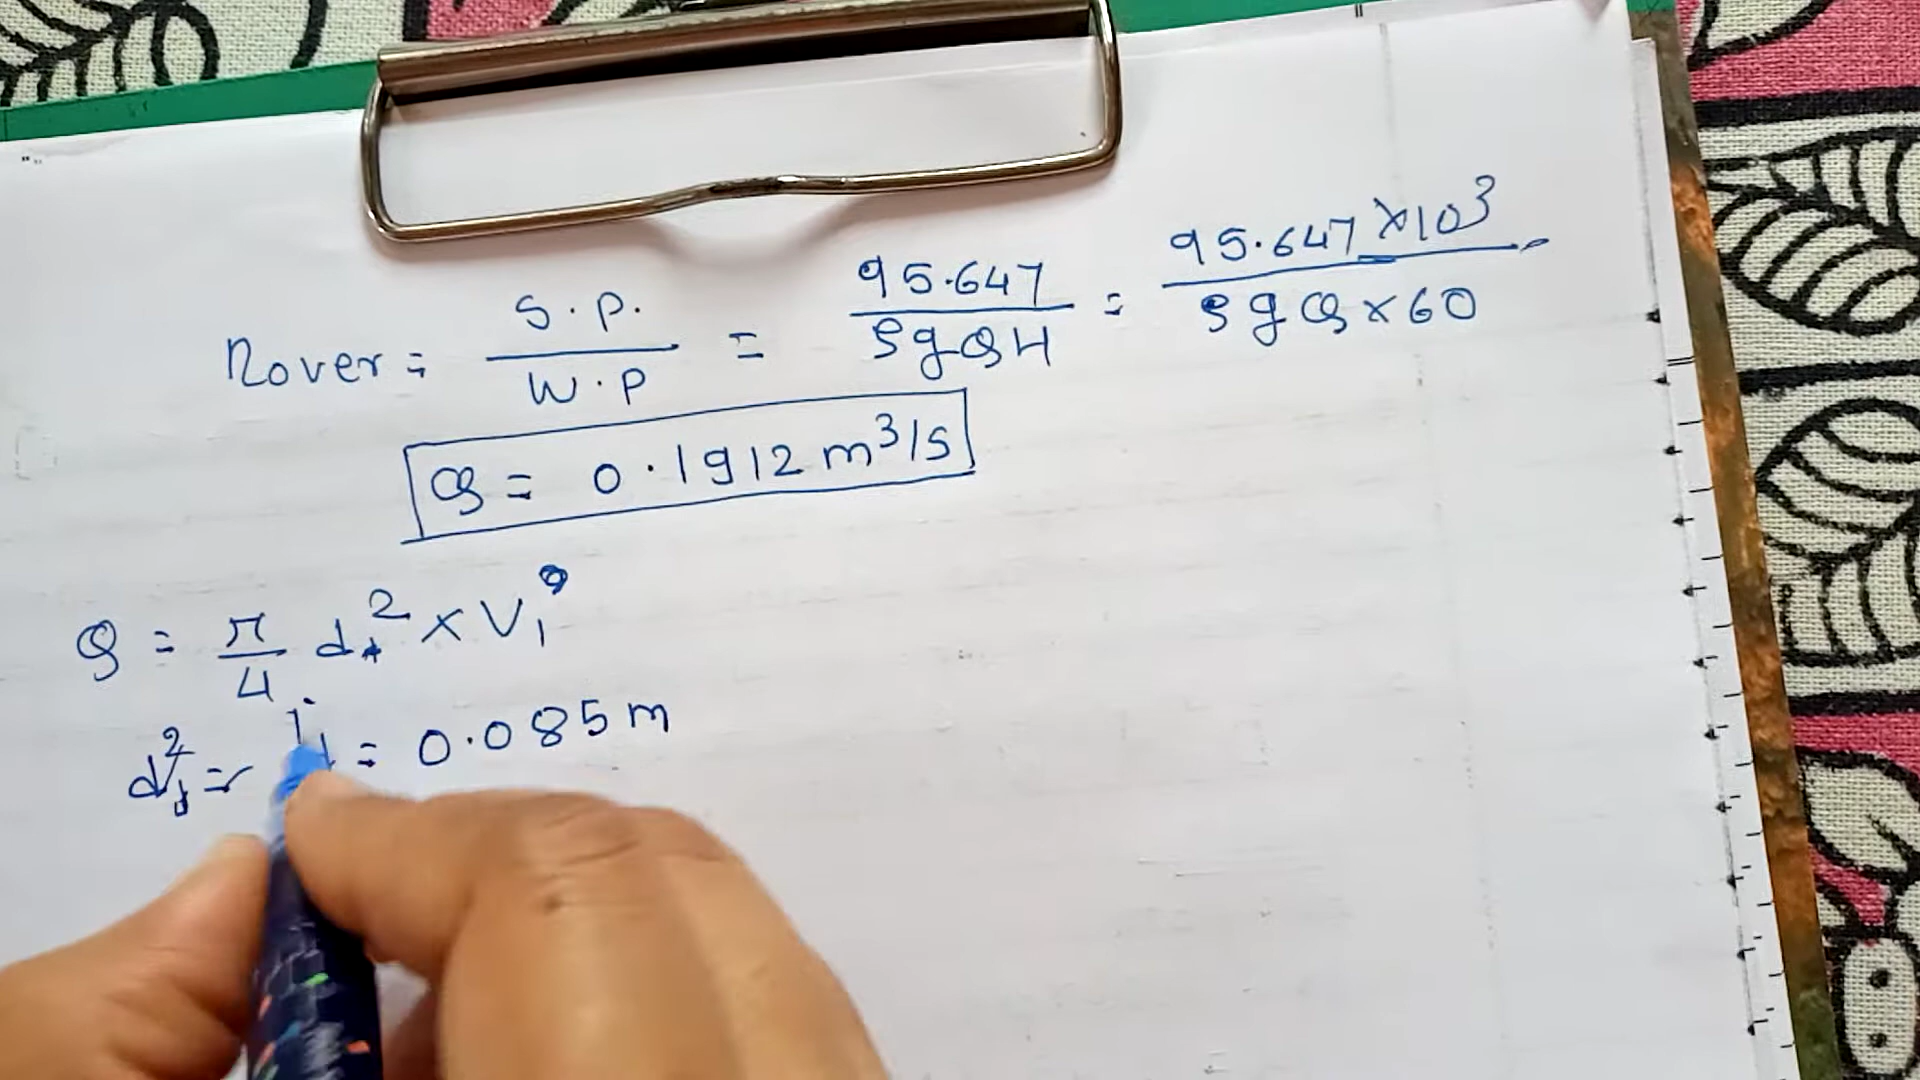 ηover = S.P. / W.P = 95.647 / ρgQH = 95.647 × 10³ / ρgQ × 60
Q = 0.1912 m³/s
Q = π/4 d₁² × V₁
d₁² = d = 0.085 m